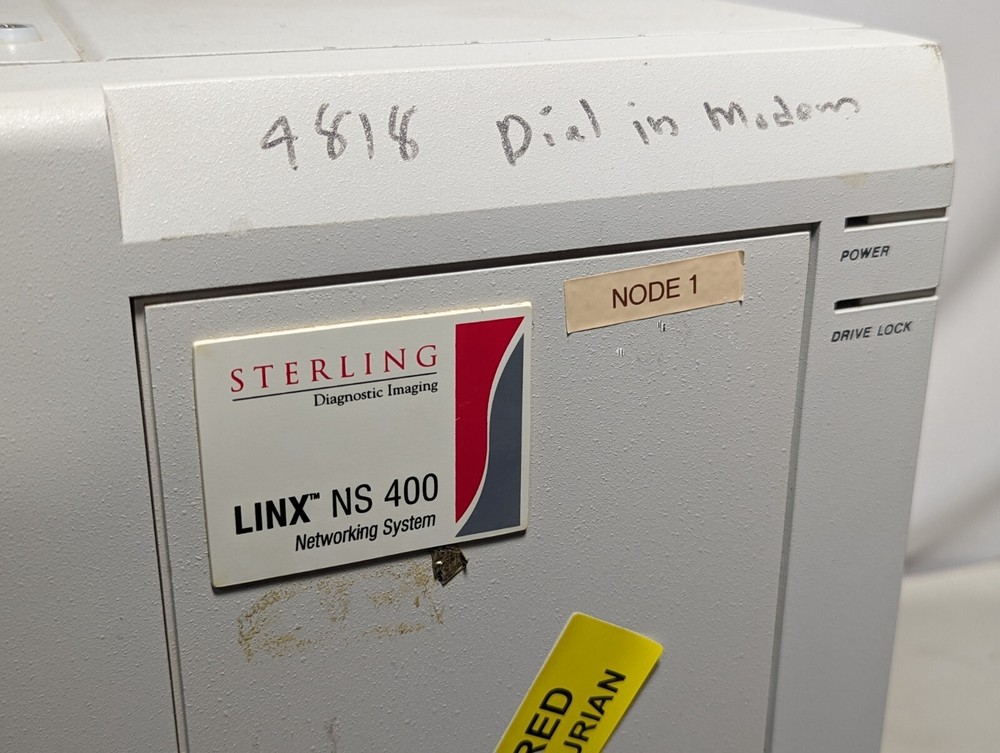 4818 Dial in Modem
POWER
NODE 1
DRIVE LOCK
STERLING
Diagnostic Imaging
LINX™ NS 400
Networking System
RED
URIAN